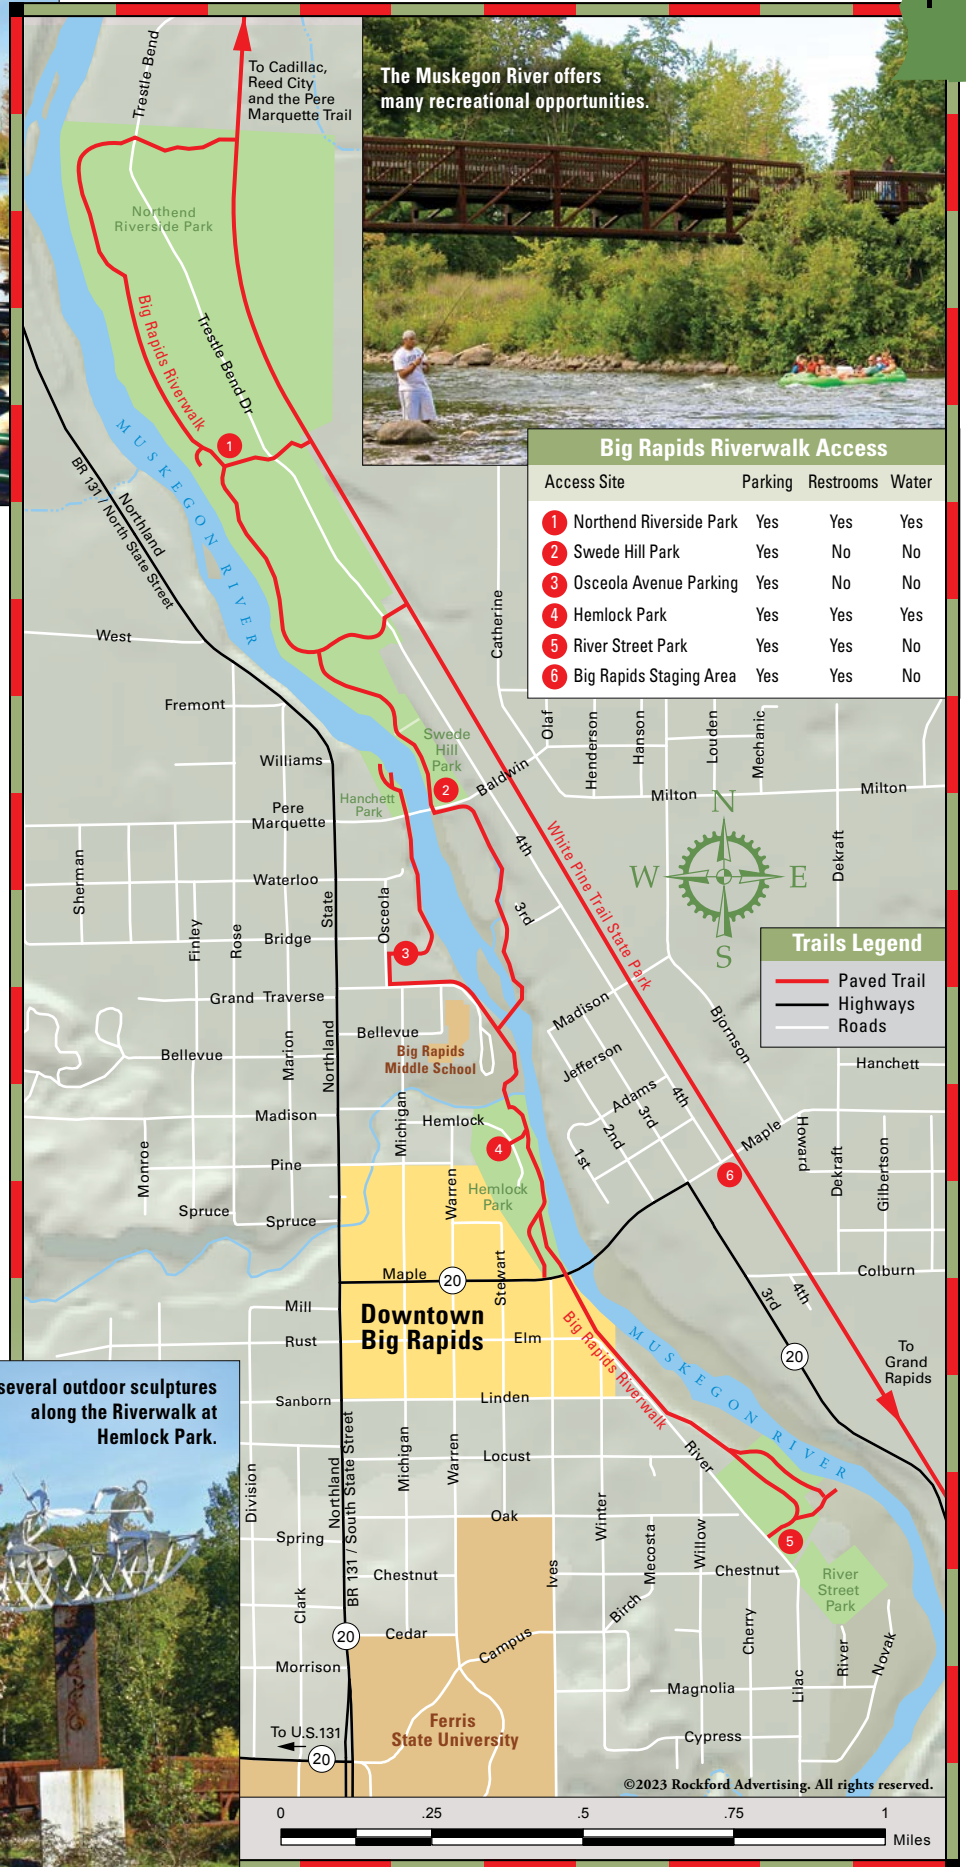 Trestle Bend
To Cadillac,
Reed City
and the Pere
Marquette Trail
The Muskegon River offers
many recreational opportunities.
Northend
Riverside Park
Big Rapids Riverwalk
Trestle Bend Dr
1
MUSKEGON RIVER
Northland
BR 131 / North State Street
Big Rapids Riverwalk Access
Access Site Parking Restrooms Water
1 Northend Riverside Park Yes Yes Yes
2 Swede Hill Park Yes No No
3 Osceola Avenue Parking Yes No No
4 Hemlock Park Yes Yes Yes
5 River Street Park Yes Yes No
6 Big Rapids Staging Area Yes Yes No
West
Catherine
Fremont
Olaf
Henderson
Hanson
Louden
Mechanic
Williams
Swede
Hill
Park
2
Baldwin
Hanchett
Park
Milton
Milton
Pere
Marquette
N
W
E
S
4th
White Pine Trail State Park
Dekraft
Sherman
Waterloo
State
Osceola
3rd
Finley
Rose
Bridge
3
Trails Legend
Paved Trail
Highways
Roads
Grand Traverse
Madison
Bjornson
Bellevue
Marion
Northland
Bellevue
Big Rapids
Middle School
Jefferson
Hanchett
Adams
4th
3rd
2nd
1st
Madison
Michigan
Hemlock
4
Maple
Howard
Dekraft
Gilbertson
6
Monroe
Pine
Warren
Hemlock
Park
Spruce
Spruce
Maple
20
Stewart
Colburn
4th
3rd
Mill
Downtown
Big Rapids
Rust
Elm
Big Rapids Riverwalk
MUSKEGON RIVER
20
To
Grand
Rapids
several outdoor sculptures
along the Riverwalk at
Hemlock Park.
Sanborn
Linden
Division
Northland
BR 131 / South State Street
Michigan
Warren
Locust
River
Oak
Winter
Spring
Mecosta
Willow
5
Chestnut
Ives
Chestnut
River
Street
Park
Clark
Birch
Cherry
20
Cedar
Campus
River
Novak
Morrison
Lilac
Magnolia
Ferris
State University
To U.S.131
20
Cypress
©2023 Rockford Advertising. All rights reserved.
0 .25 .5 .75 1
Miles